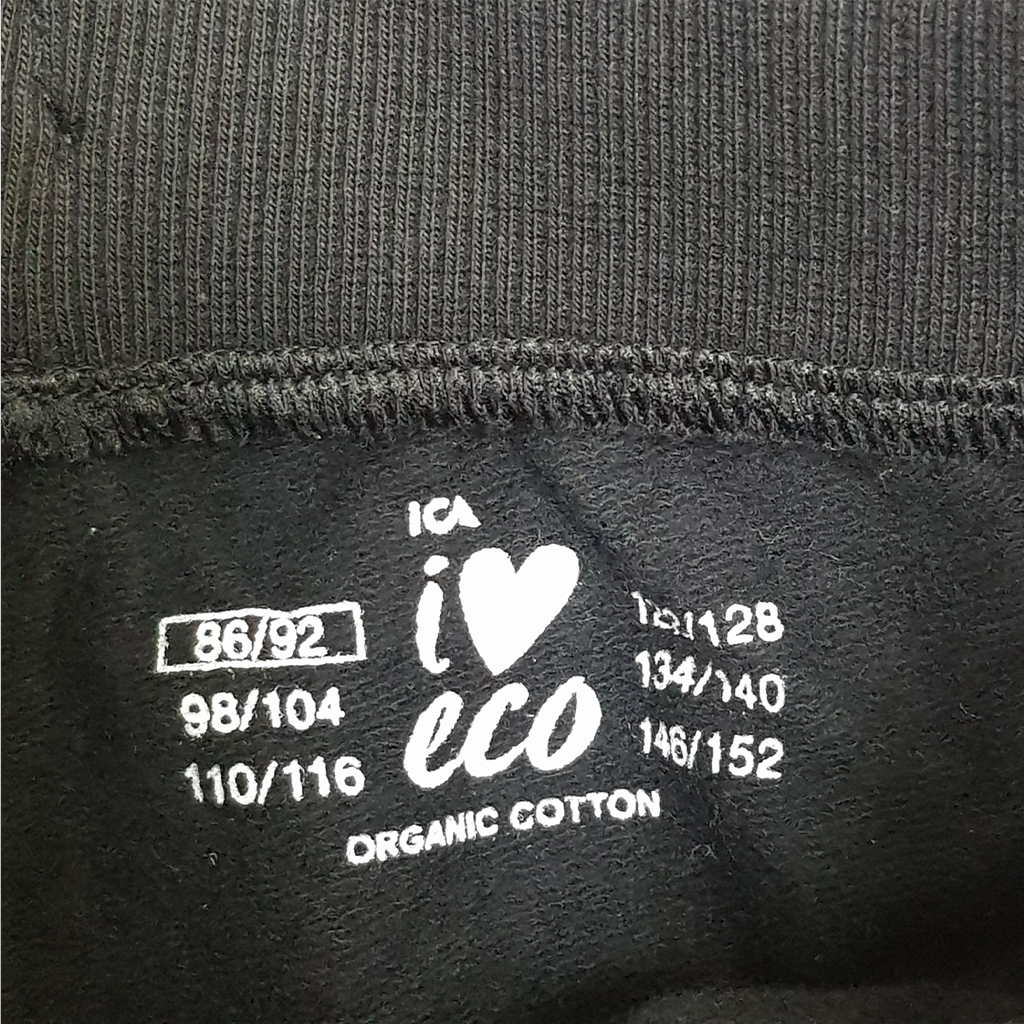 ICA
i♥
eco
ORGANIC COTTON
86/92
98/104
110/116
128
134/140
146/152